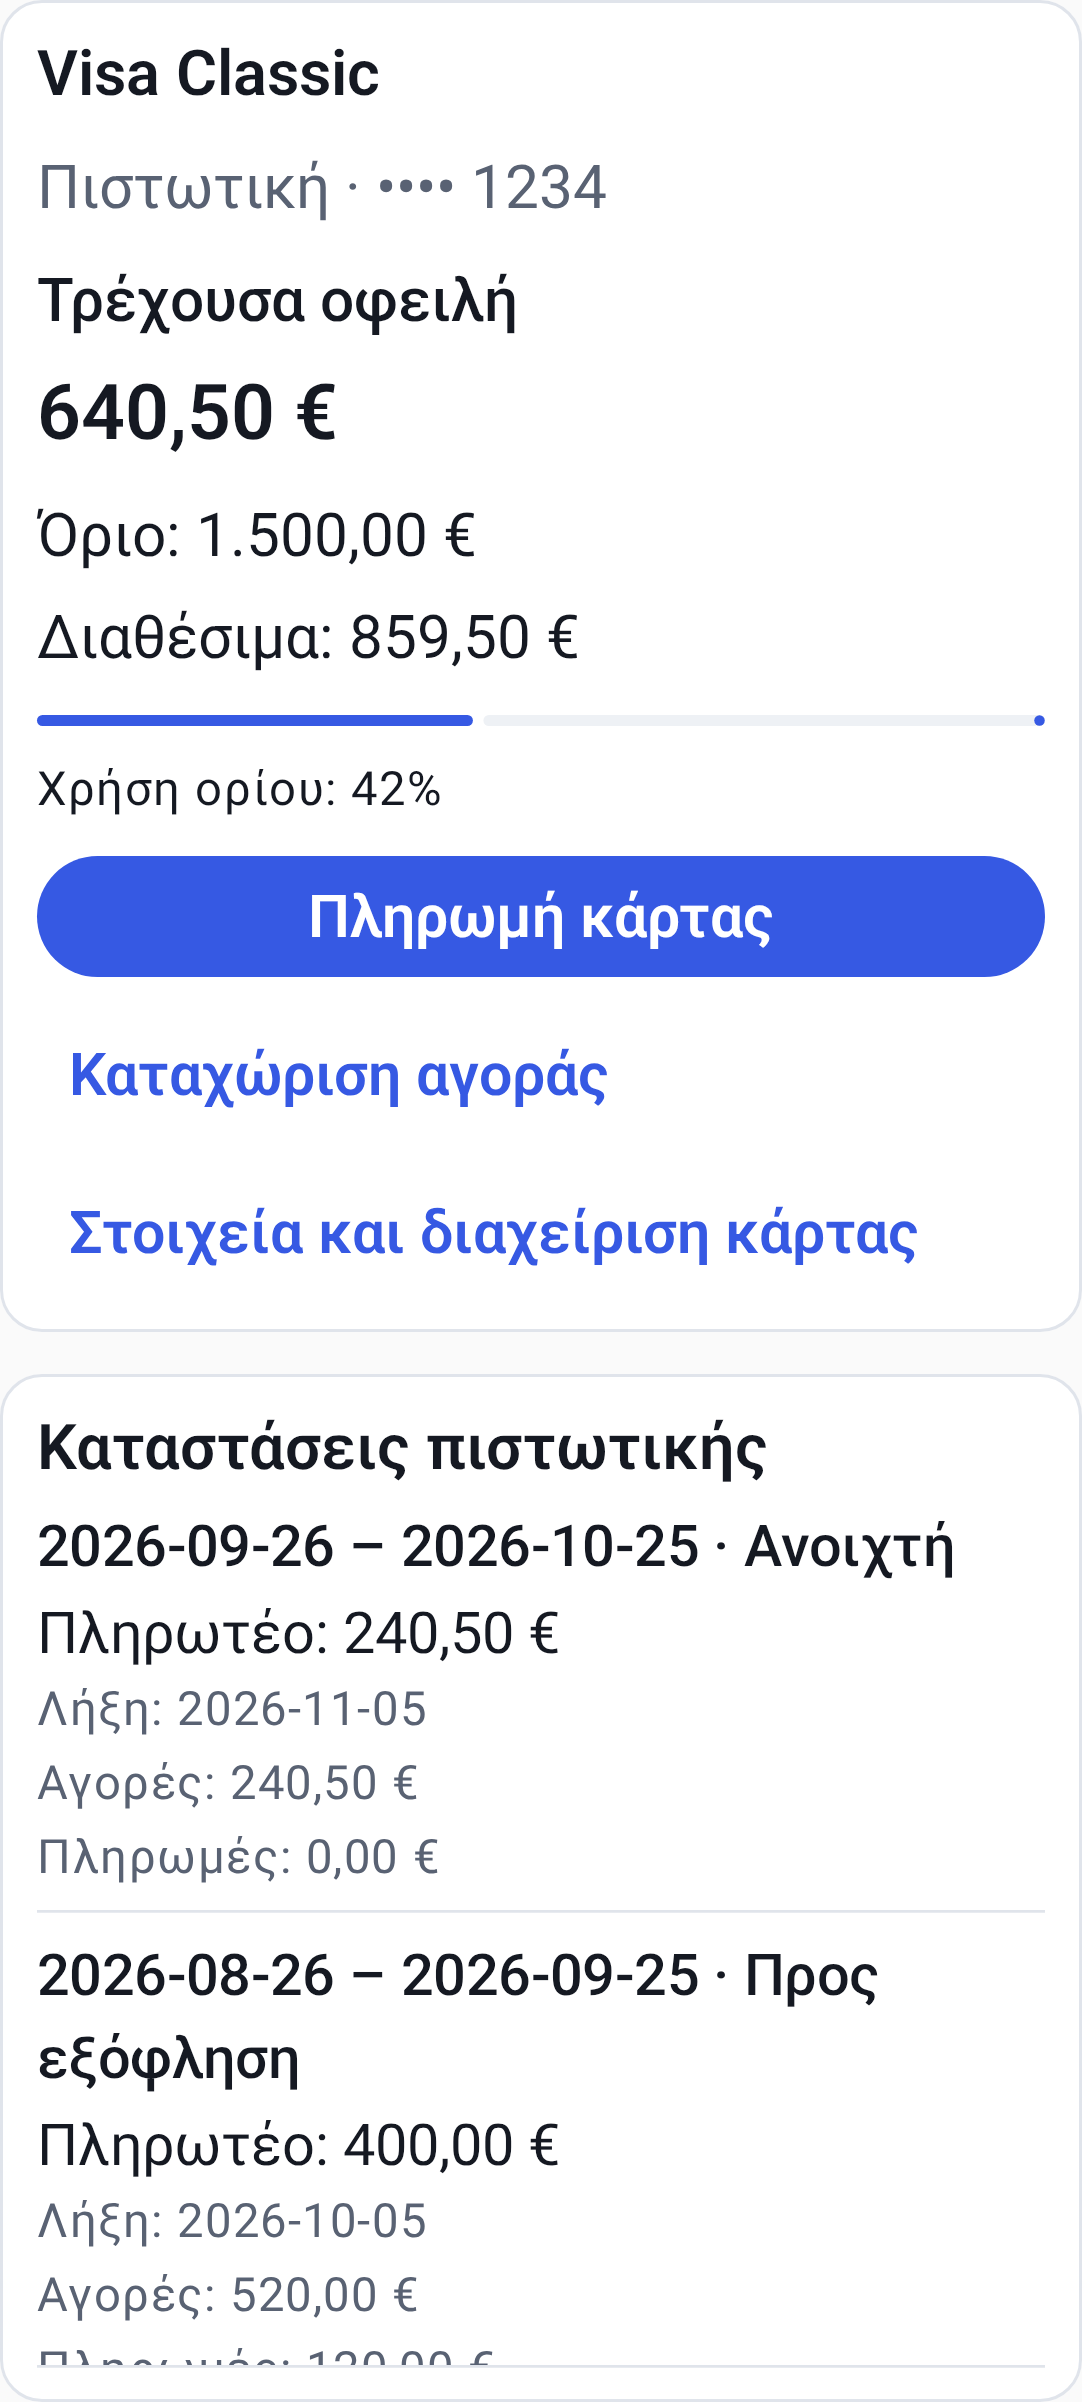 Visa Classic
Πιστωτική · •••• 1234
Τρέχουσα οφειλή
640,50 €
Όριο: 1.500,00 €
Διαθέσιμα: 859,50 €
Χρήση ορίου: 42%
Πληρωμή κάρτας
Καταχώριση αγοράς
Στοιχεία και διαχείριση κάρτας
Καταστάσεις πιστωτικής
2026-09-26 – 2026-10-25 · Ανοιχτή
Πληρωτέο: 240,50 €
Λήξη: 2026-11-05
Αγορές: 240,50 €
Πληρωμές: 0,00 €
2026-08-26 – 2026-09-25 · Προς
εξόφληση
Πληρωτέο: 400,00 €
Λήξη: 2026-10-05
Αγορές: 520,00 €
Πληρωμές: 120,00 €